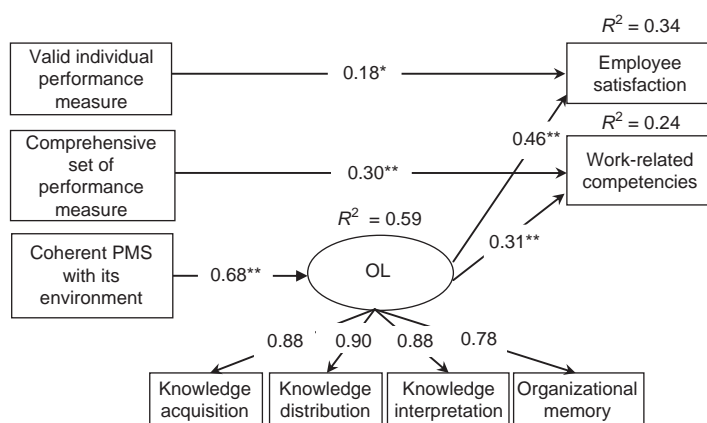 R² = 0.34
Valid individual
performance
measure
0.18*
Employee
satisfaction
R² = 0.24
0.46**
Comprehensive
set of
performance
measure
0.30**
Work-related
competencies
R² = 0.59
0.31**
Coherent PMS
with its
environment
0.68**
OL
0.88
0.90
0.88
0.78
Knowledge
acquisition
Knowledge
distribution
Knowledge
interpretation
Organizational
memory